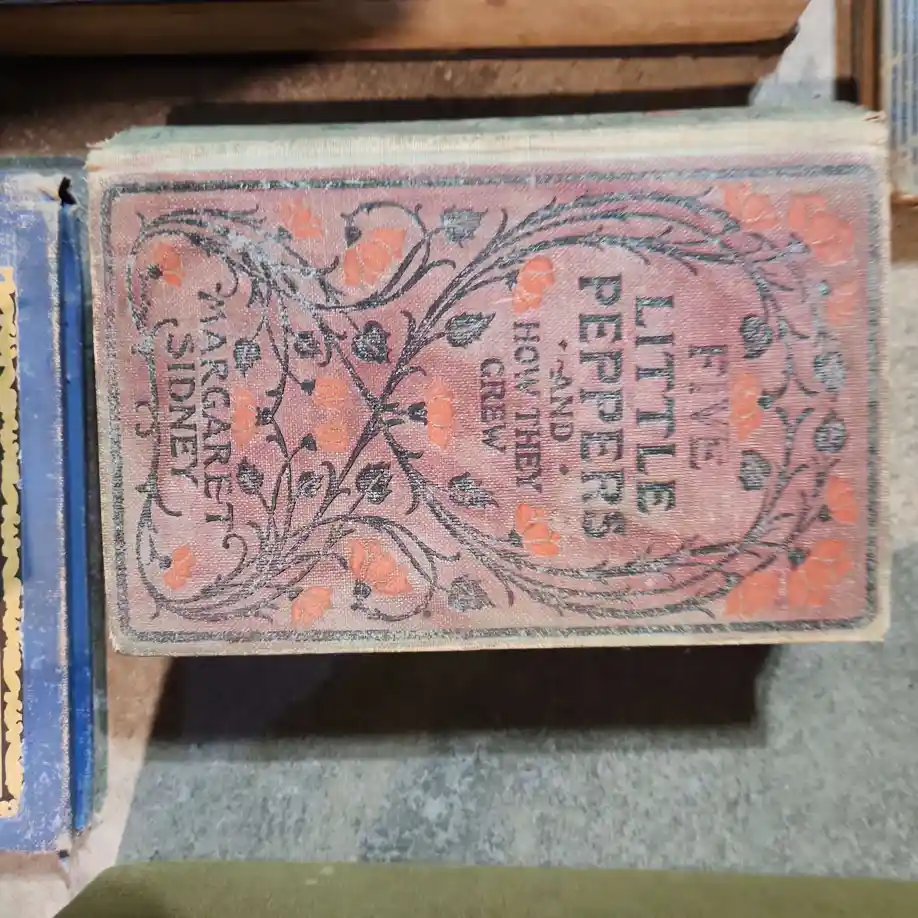 FIVE
LITTLE
PEPPERS
AND
HOW THEY
GREW
MARGARET
SIDNEY